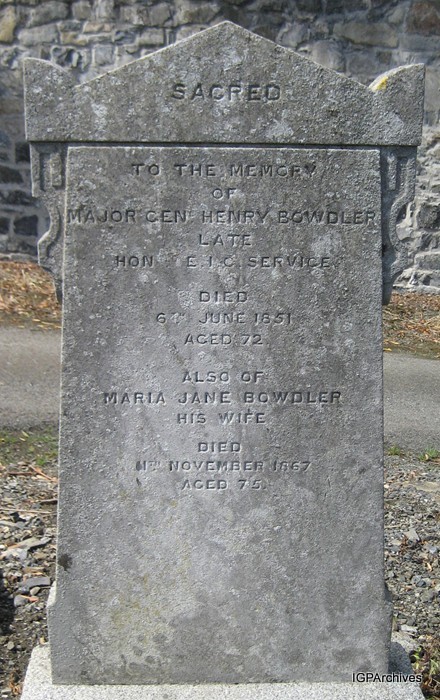 SACRED
TO THE MEMORY
OF
MAJOR GEN HENRY BOWDLER
LATE
HON E.I.C. SERVICE
DIED
6TH JUNE 1851
AGED 72
ALSO OF
MARIA JANE BOWDLER
HIS WIFE
DIED
11TH NOVEMBER 1867
AGED 75.
IGPArchives